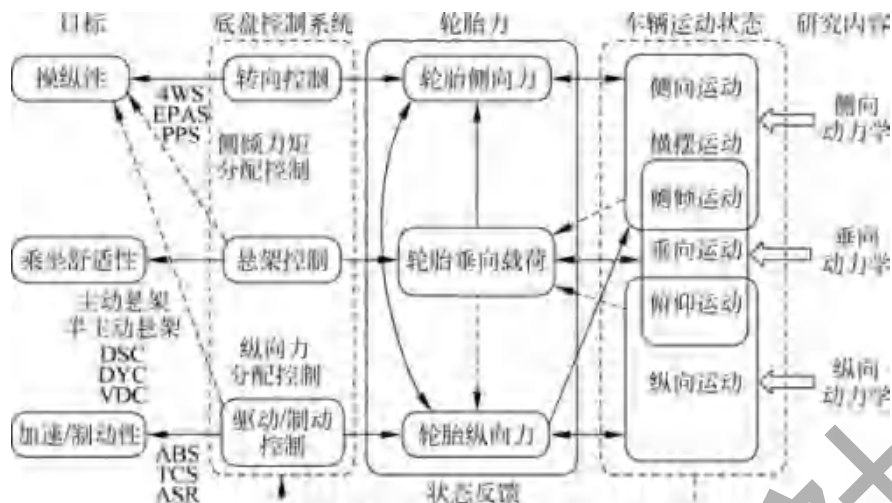 目标
底盘控制系统
轮胎力
车辆运动状态
研究内容
操纵性
转向控制
轮胎侧向力
侧向运动
侧向
动力学
4WS
EPAS
PPS
侧倾力矩
分配控制
横摆运动
侧倾运动
乘坐舒适性
悬架控制
轮胎垂向载荷
垂向运动
垂向
动力学
主动悬架
半主动悬架
DSC
DYC
VDC
纵向力
分配控制
俯仰运动
纵向运动
纵向
动力学
加速/制动性
驱动/制动
控制
轮胎纵向力
ABS
TCS
ASR
状态反馈